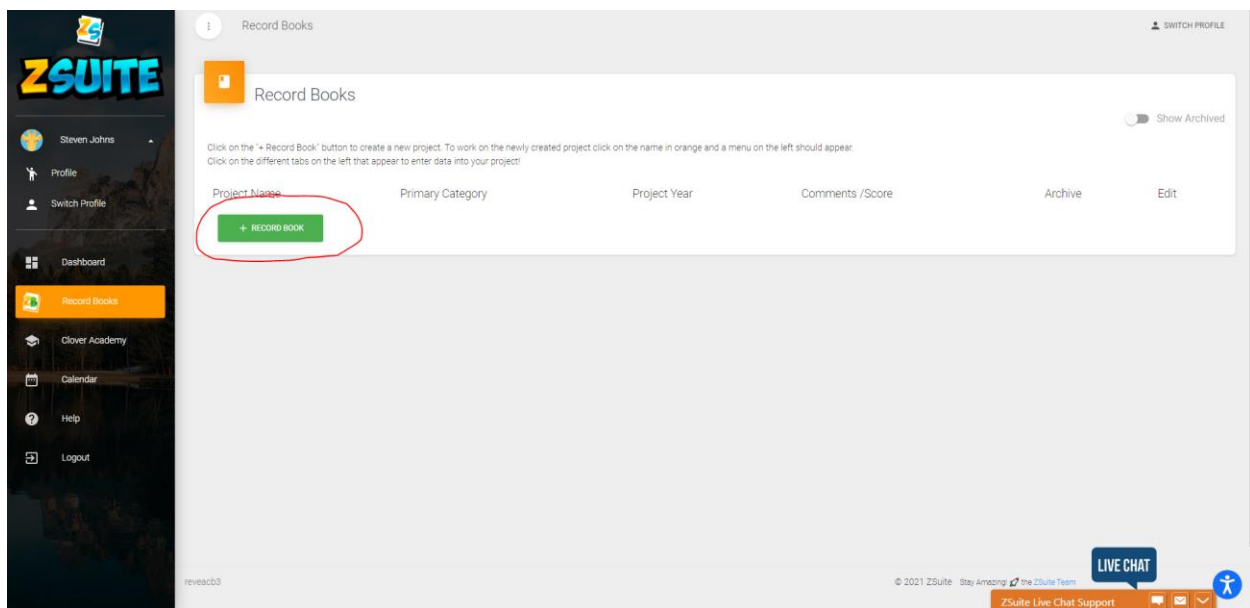 ZS
ZSUITE
Steven Johns
Profile
Switch Profile
Dashboard
ZB
Record Books
Clover Academy
Calendar
Help
Logout
Record Books
SWITCH PROFILE
Record Books
Show Archived
Click on the "+ Record Book" button to create a new project. To work on the newly created project click on the name in orange and a menu on the left should appear.
Click on the different tabs on the left that appear to enter data into your project!
Project Name Primary Category Project Year Comments /Score Archive Edit
+ RECORD BOOK
reveacb3
© 2021 ZSuite Stay Amazing! the ZSuite Team
LIVE CHAT
ZSuite Live Chat Support